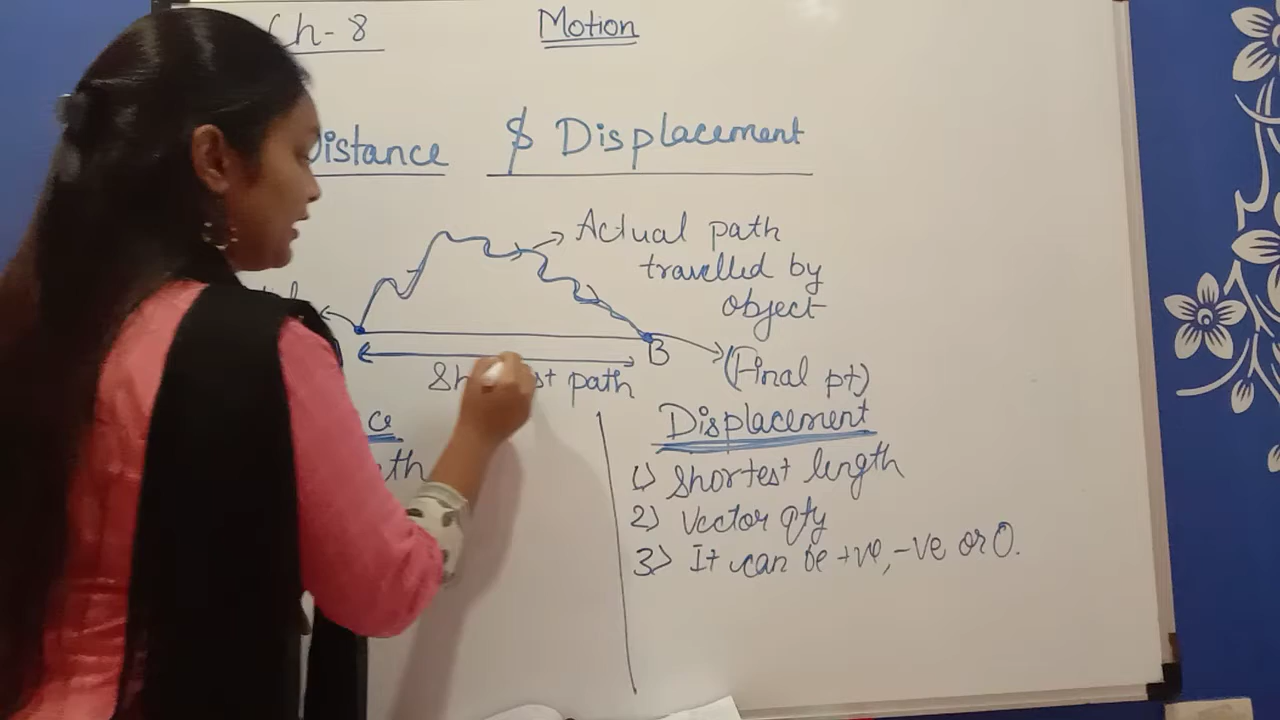 Ch-8
Motion
Distance & Displacement
Actual path
travelled by
object
B
(Final pt)
path
Displacement
1) Shortest length
2) Vector qty
3) It can be +ve, -ve or 0.